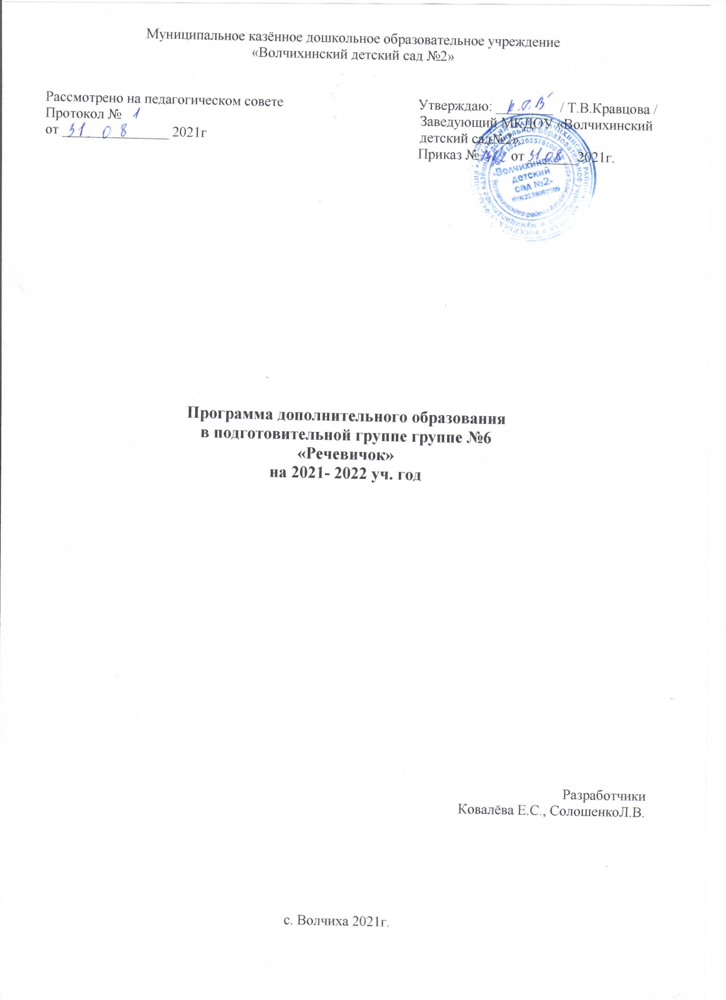 Муниципальное казённое дошкольное образовательное учреждение
«Волчихинский детский сад №2»
Рассмотрено на педагогическом совете
Протокол № 1
от 31. 08 2021г
Утверждаю: К.Т.В / Т.В.Кравцова /
Заведующий МКДОУ «Волчихинский
детский сад№2».
Приказ № от 31.08 2021г.
«Волчихинский
детский
сад №2»
Программа дополнительного образования
в подготовительной группе группе №6
«Речевичок»
на 2021- 2022 уч. год
Разработчики
Ковалёва Е.С., СолошенкоЛ.В.
с. Волчиха 2021г.